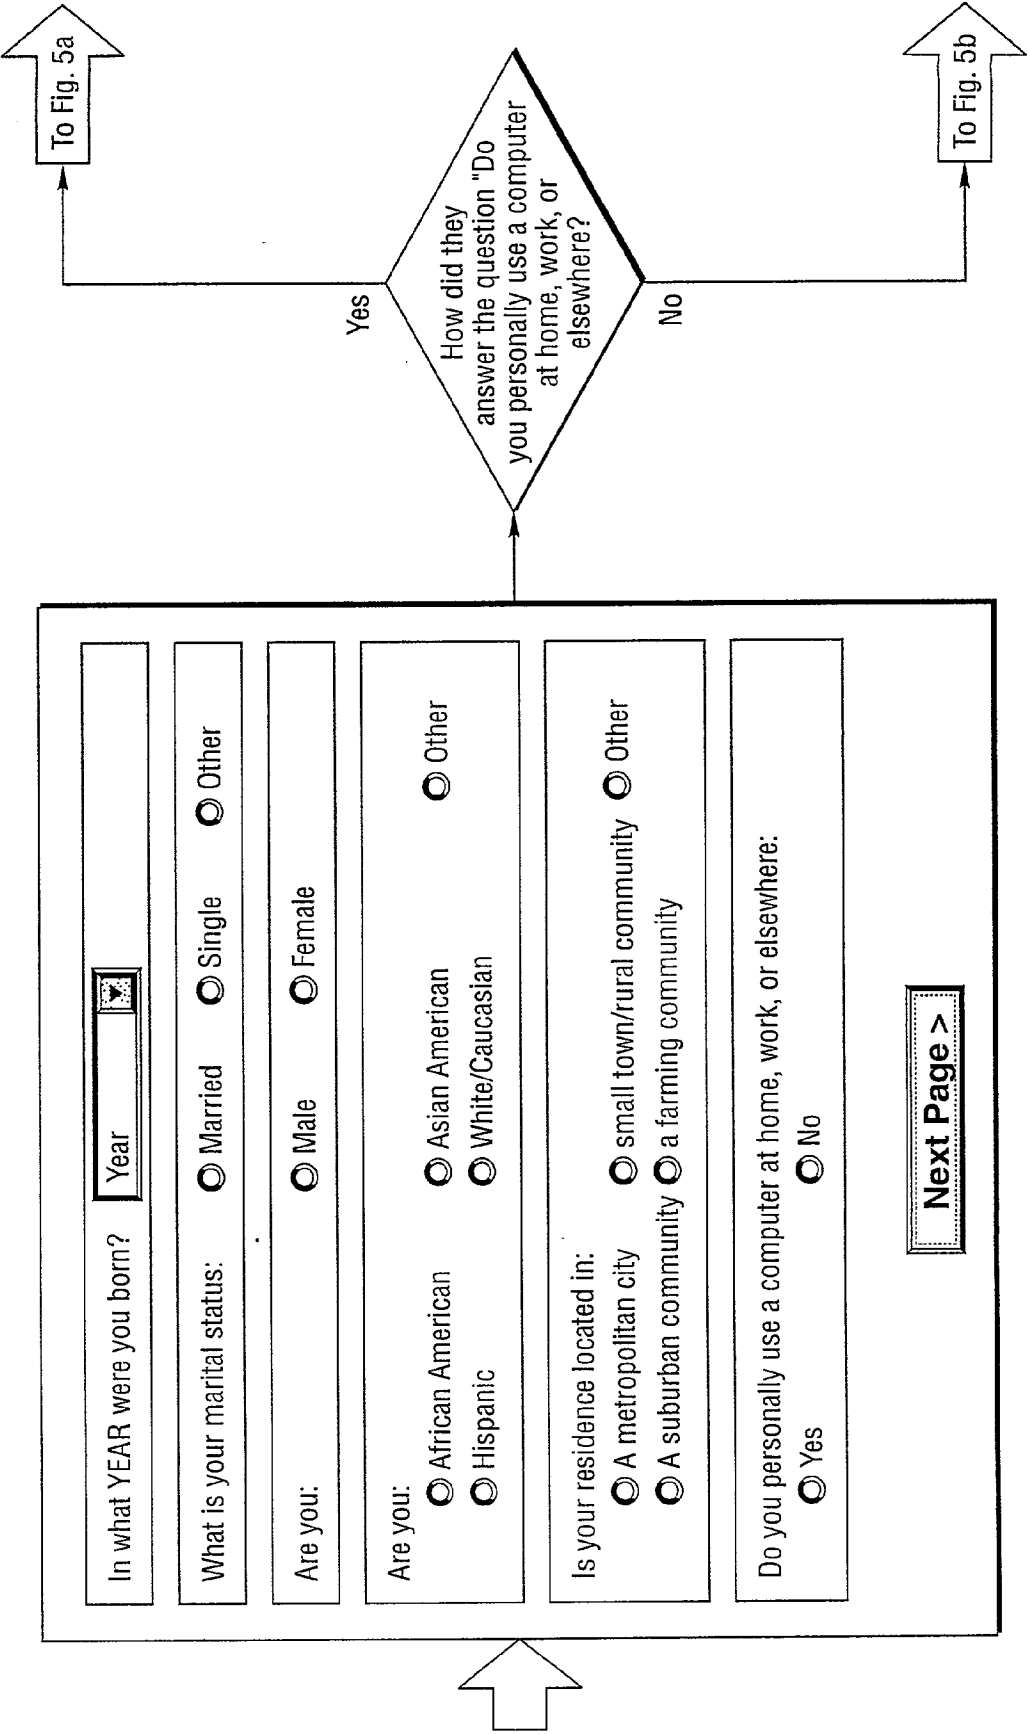 In what YEAR were you born? Year
What is your marital status: Married Single Other
Are you: Male Female
Are you:
African American Asian American Other
Hispanic White/Caucasian
Is your residence located in:
A metropolitan city small town/rural community Other
A suburban community a farming community
Do you personally use a computer at home, work, or elsewhere:
Yes No
Next Page >
How did they
answer the question "Do
you personally use a computer
at home, work, or
elsewhere?
Yes
To Fig. 5a
No
To Fig. 5b